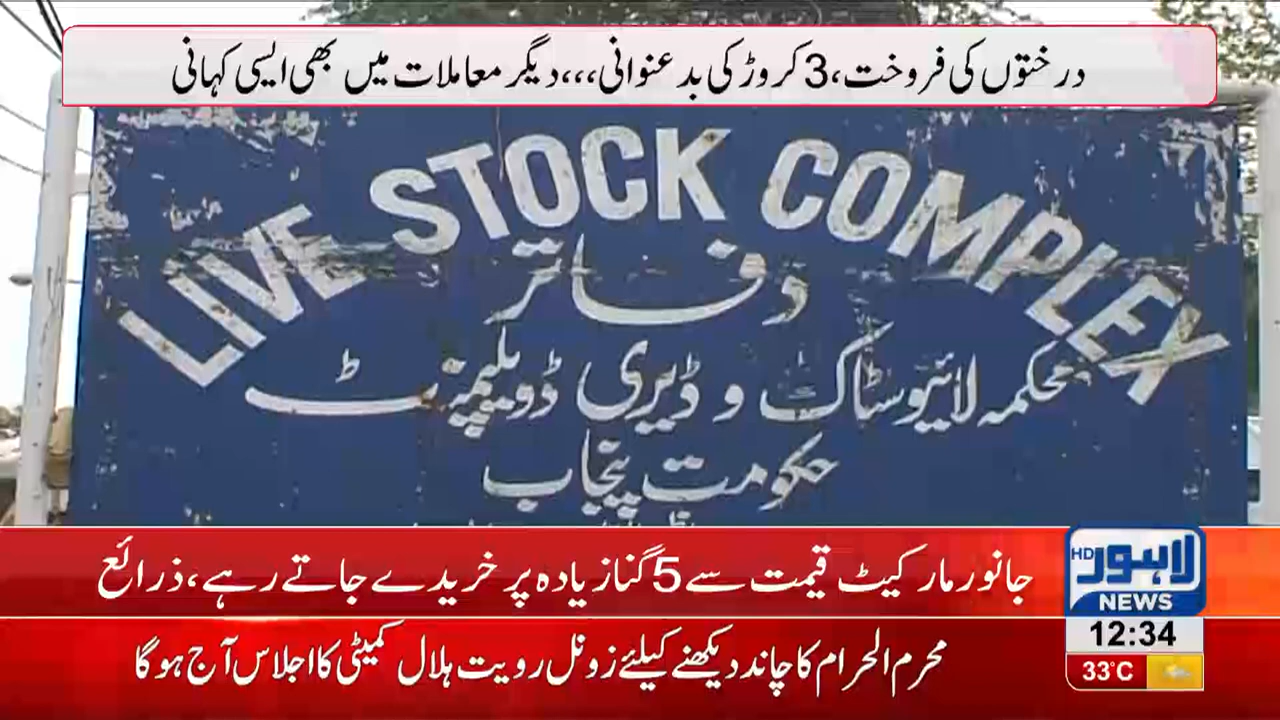 درختوں کی فروخت، 3 کروڑ کی بدعنوانی،،، دیگر معاملات میں بھی ایسی کہانی
LIVE STOCK COMPLEX
دفاتر
محکمہ لائیوسٹاک و ڈیری ڈویلپمنٹ
حکومت پنجاب
جانور مارکیٹ قیمت سے 5 گنا زیادہ پر خریدے جاتے رہے، ذرائع
لاہور HD
NEWS
12:34
محرم الحرام کا چاند دیکھنے کیلئے زونل رویت ہلال کمیٹی کا اجلاس آج ہو گا
33°C